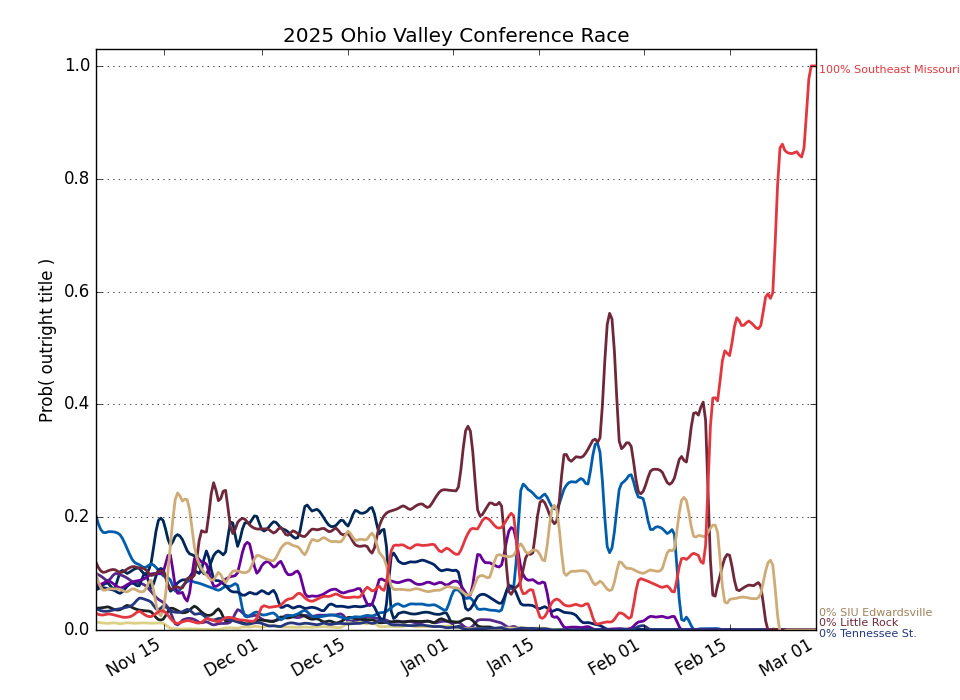 2025 Ohio Valley Conference Race
Prob( outright title )
1.0
0.8
0.6
0.4
0.2
0.0
Nov 15
Dec 01
Dec 15
Jan 01
Jan 15
Feb 01
Feb 15
Mar 01
100% Southeast Missouri
0% SIU Edwardsville
0% Little Rock
0% Tennessee St.